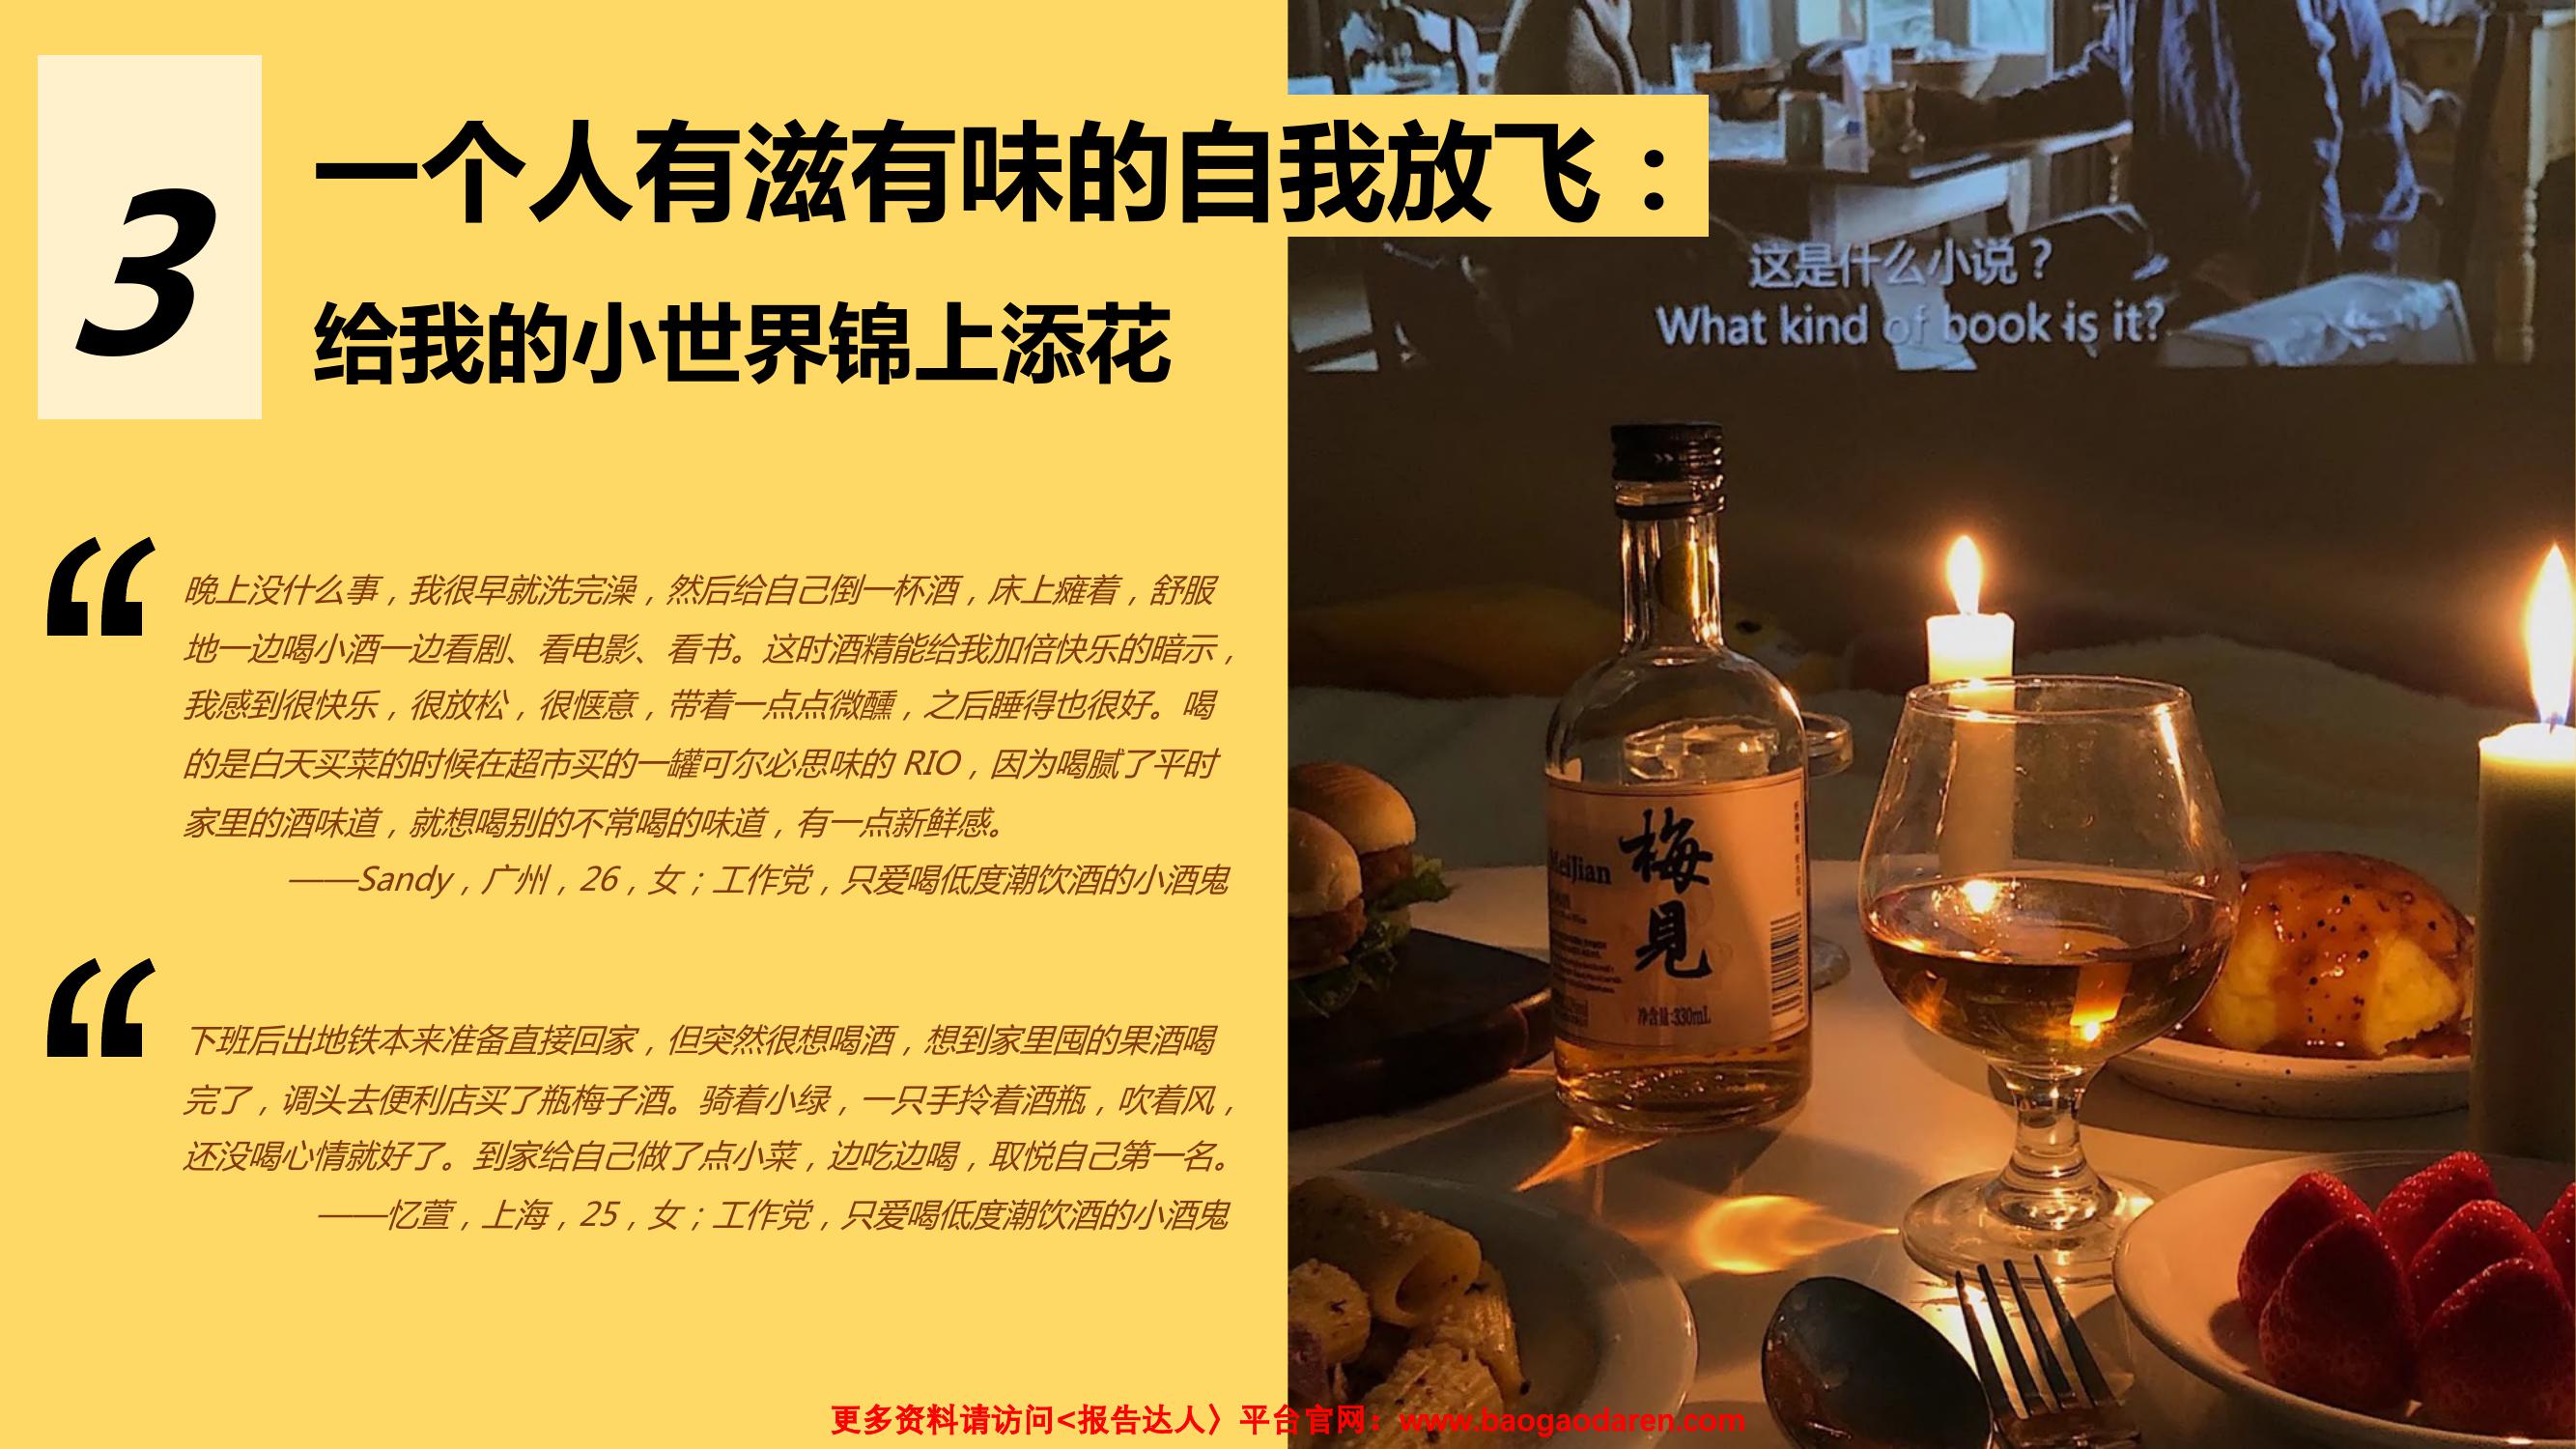 3
一个人有滋有味的自我放飞：
给我的小世界锦上添花
“
晚上没什么事，我很早就洗完澡，然后给自己倒一杯酒，床上瘫着，舒服
地一边喝小酒一边看剧、看电影、看书。这时酒精能给我加倍快乐的暗示，
我感到很快乐，很放松，很惬意，带着一点点微醺，之后睡得也很好。喝
的是白天买菜的时候在超市买的一罐可尔必思味的 RIO，因为喝腻了平时
家里的酒味道，就想喝别的不常喝的味道，有一点新鲜感。
——Sandy，广州，26，女；工作党，只爱喝低度潮饮酒的小酒鬼
“
下班后出地铁本来准备直接回家，但突然很想喝酒，想到家里囤的果酒喝
完了，调头去便利店买了瓶梅子酒。骑着小绿，一只手拎着酒瓶，吹着风，
还没喝心情就好了。到家给自己做了点小菜，边吃边喝，取悦自己第一名。
——忆萱，上海，25，女；工作党，只爱喝低度潮饮酒的小酒鬼
这是什么小说？
What kind of book is it?
MeiJian
梅見
净含量:330mL
更多资料请访问<报告达人〉平台官网：www.baogaodaren.com